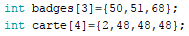 int badges[3]={50,51,68};
int carte[4]={2,48,48,48};